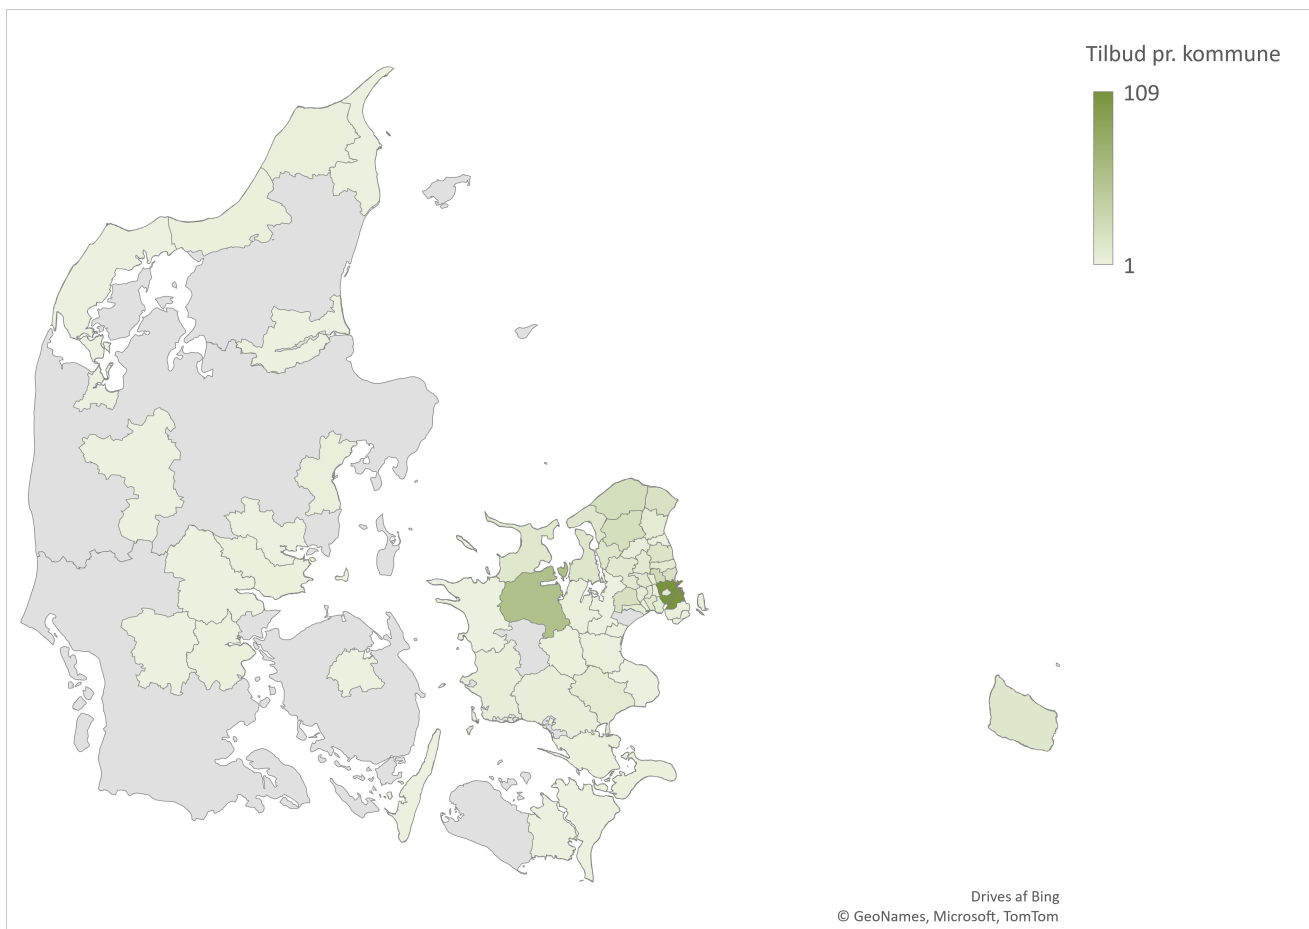 Tilbud pr. kommune
109
1
Drives af Bing
© GeoNames, Microsoft, TomTom